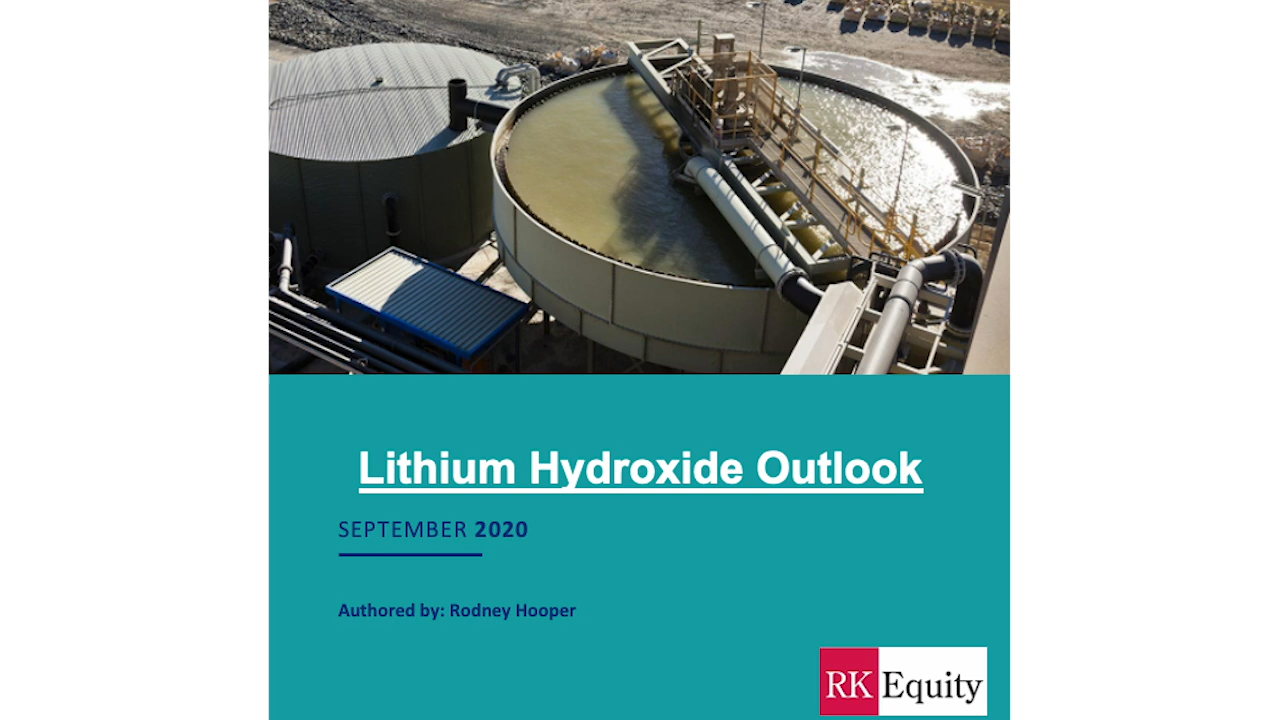 Lithium Hydroxide Outlook
SEPTEMBER 2020
Authored by: Rodney Hooper
RK Equity